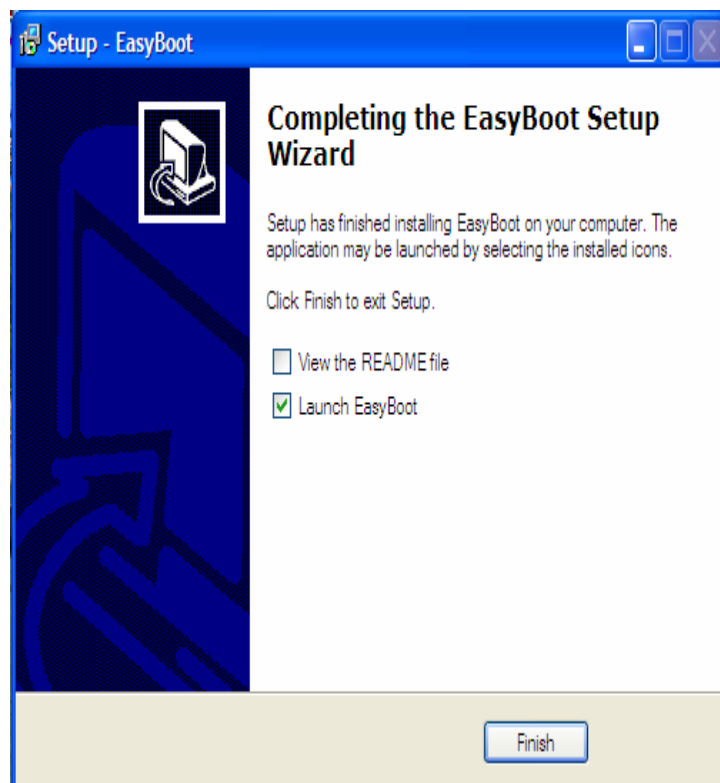 Setup - EasyBoot
Completing the EasyBoot Setup
Wizard
Setup has finished installing EasyBoot on your computer. The
application may be launched by selecting the installed icons.
Click Finish to exit Setup.
View the README file
Launch EasyBoot
Finish